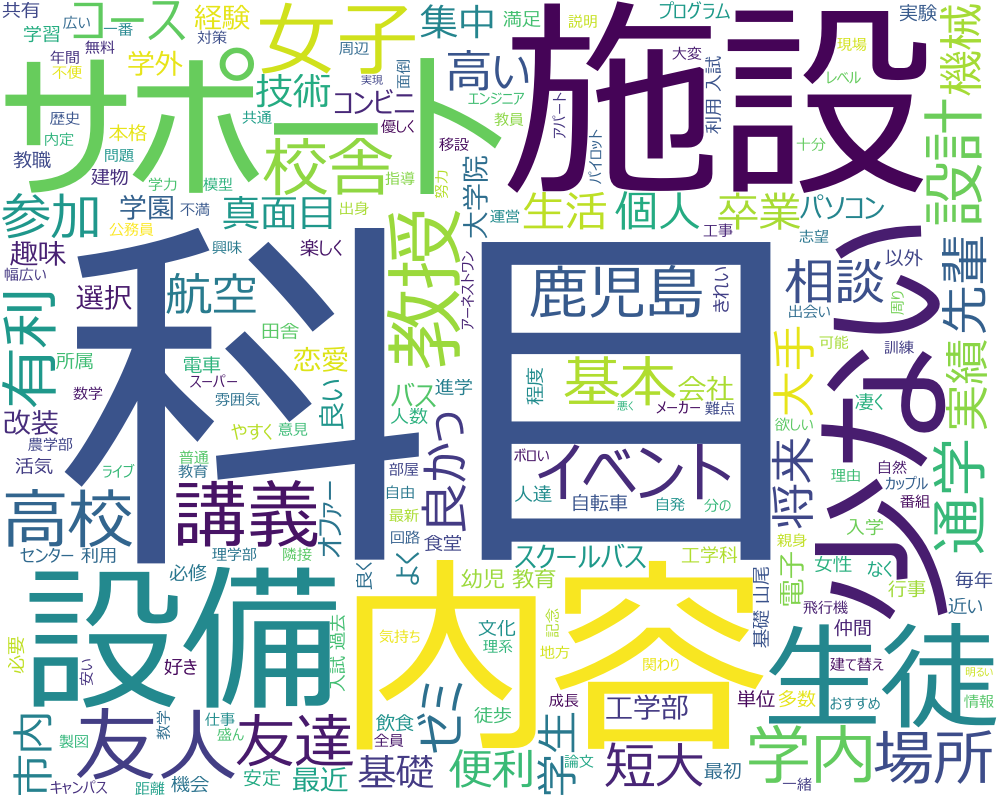 科目
施設
内容
サポート
設備
少ない
生徒
教授
講義
女子
校舎
友人
友達
高校
イベント
鹿児島
基本
ゼミ
短大
学内
場所
基礎
便利
学生
通学
将来
先輩
相談
設計
機械
実績
大手
有利
参加
航空
良かっ
コース
集中
高い
技術
コンビニ
経験
学外
真面目
生活
個人
卒業
パソコン
大学院
学園
趣味
選択
改装
恋愛
良い
バス
進学
会社
程度
市内
最近
飲食
工学部
スクールバス
電子
オファー
よく
共有
広い
一番
学習
年間
無料
対策
不便
歴史
内定
本格
問題
教職
建物
学力
模型
公務員
不満
出身
周辺
実現
面倒
優しく
共通
指導
移設
努力
満足
説明
プログラム
実験
大変
現場
レベル
エンジニア
教員
アパート
利用 入試
パイロット
十分
運営
工事
志望
以外
出会い
周り
きれい
アーネストワン
可能
訓練
欲しい
凄く
理由
自然
カップル
番組
入学
親身
女性
なく
行事
毎年
近い
飛行機
仲間
建て替え
明るい
おすすめ
情報
多数
単位
一緒
最初
基礎 山尾
工学科
幼児 教育
文化
理系
記念
地方
関わり
気持ち
徒歩
成長
論文
全員
安定
機会
距離
キャンパス
製図
教学
仕事
盛ん
好き
安い
必要
必修
入試 過去
理学部
隣接
良く
食堂
回路
最新
自由
部屋
教育
普通
ライブ
センター 利用
活気
農学部
数学
所属
幅広い
興味
楽しく
田舎
電車
スーパー
雰囲気
やすく
意見
人数
悪く
メーカー
難点
ボロい
人達
自転車
自発
分の